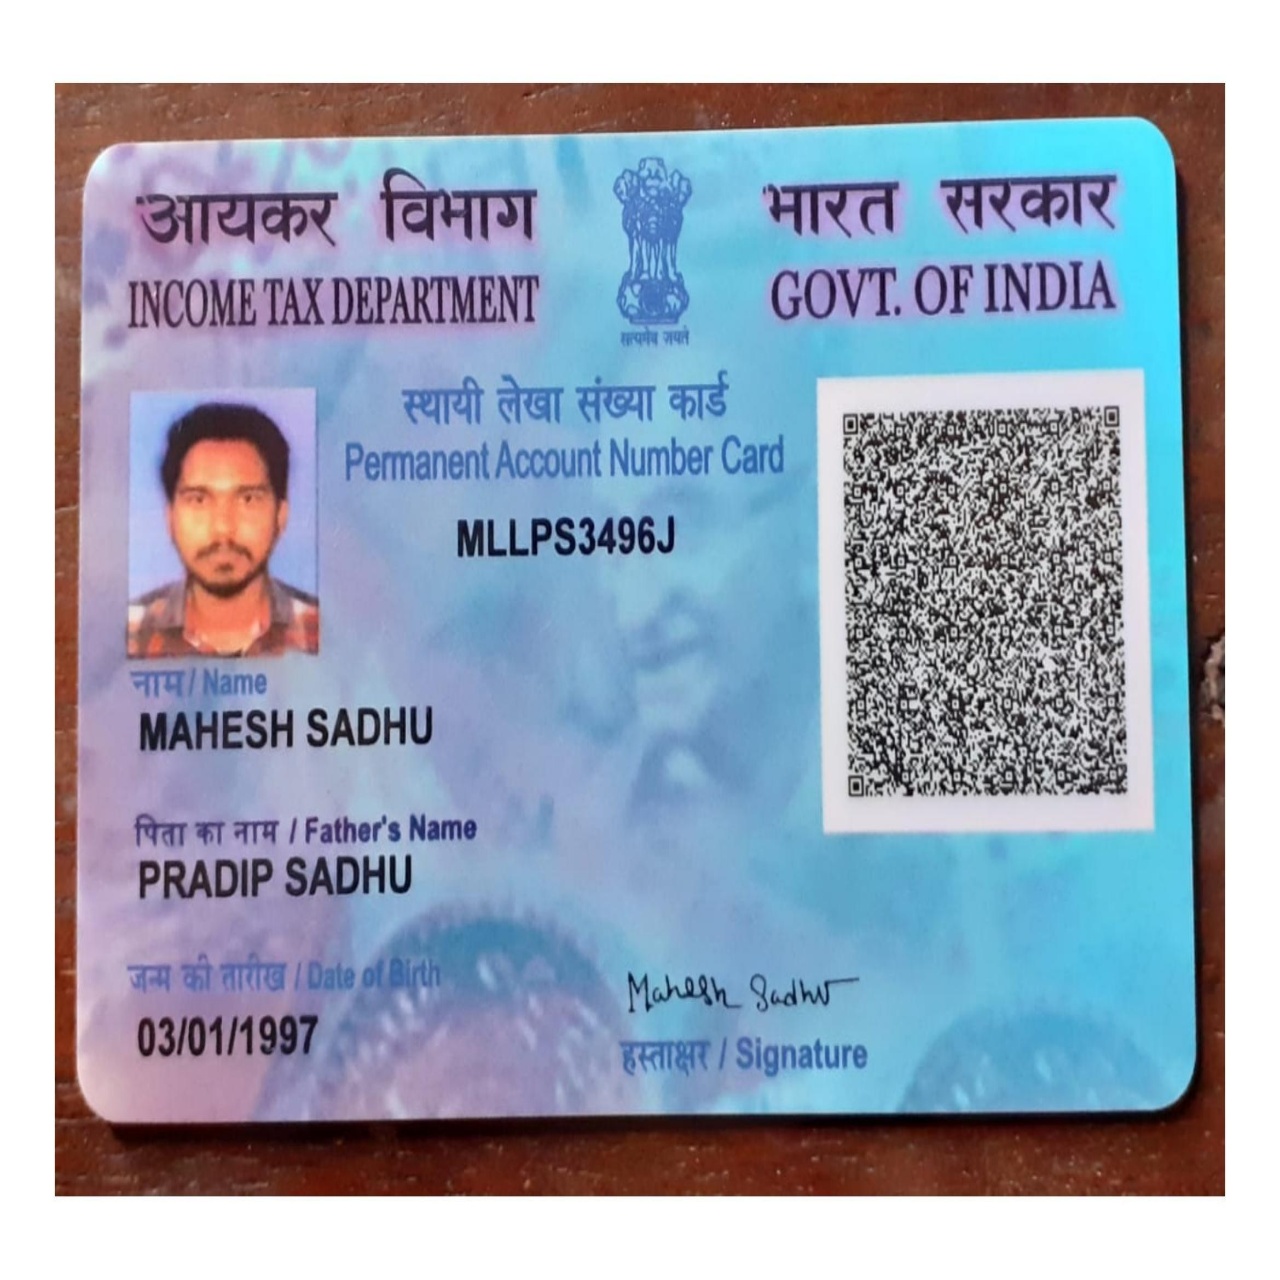 आयकर विभाग
INCOME TAX DEPARTMENT
सत्यमेव जयते
भारत सरकार
GOVT. OF INDIA
स्थायी लेखा संख्या कार्ड
Permanent Account Number Card
MLLPS3496J
नाम / Name
MAHESH SADHU
पिता का नाम / Father's Name
PRADIP SADHU
जन्म की तारीख / Date of Birth
03/01/1997
Mahesh Sadhu
हस्ताक्षर / Signature